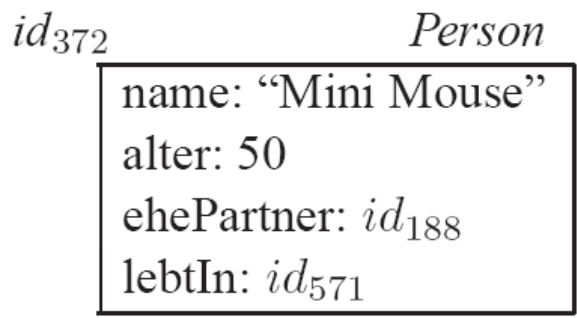 id372 Person
name: “Mini Mouse”
alter: 50
ehePartner: id188
lebtIn: id571